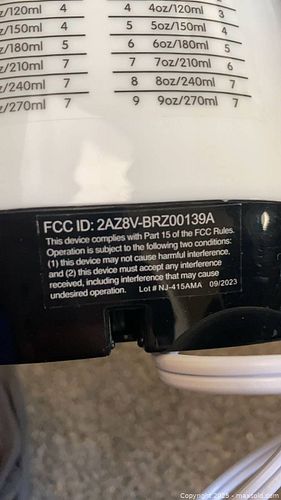 z/120ml 4
z/150ml 4
z/180ml 5
z/210ml 7
z/240ml 7
z/270ml 7
4 4oz/120ml 3
5 5oz/150ml 4
6 6oz/180ml 5
7 7oz/210ml 6
8 8oz/240ml 7
9 9oz/270ml 7
FCC ID: 2AZ8V-BRZ00139A
This device complies with Part 15 of the FCC Rules.
Operation is subject to the following two conditions:
(1) this device may not cause harmful interference.
and (2) this device must accept any interference
received, including interference that may cause
undesired operation. Lot # NJ-415AMA 09/2023
Copyright © 2025 - maxsold.com